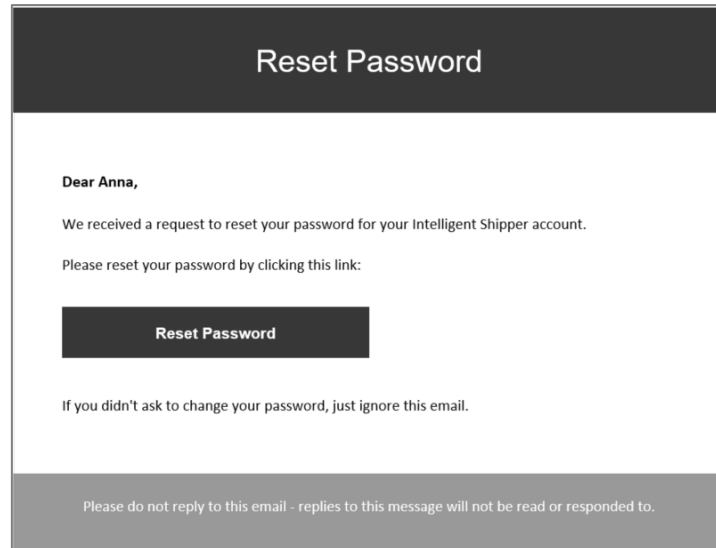 Reset Password
Dear Anna,
We received a request to reset your password for your Intelligent Shipper account.
Please reset your password by clicking this link:
Reset Password
If you didn't ask to change your password, just ignore this email.
Please do not reply to this email - replies to this message will not be read or responded to.